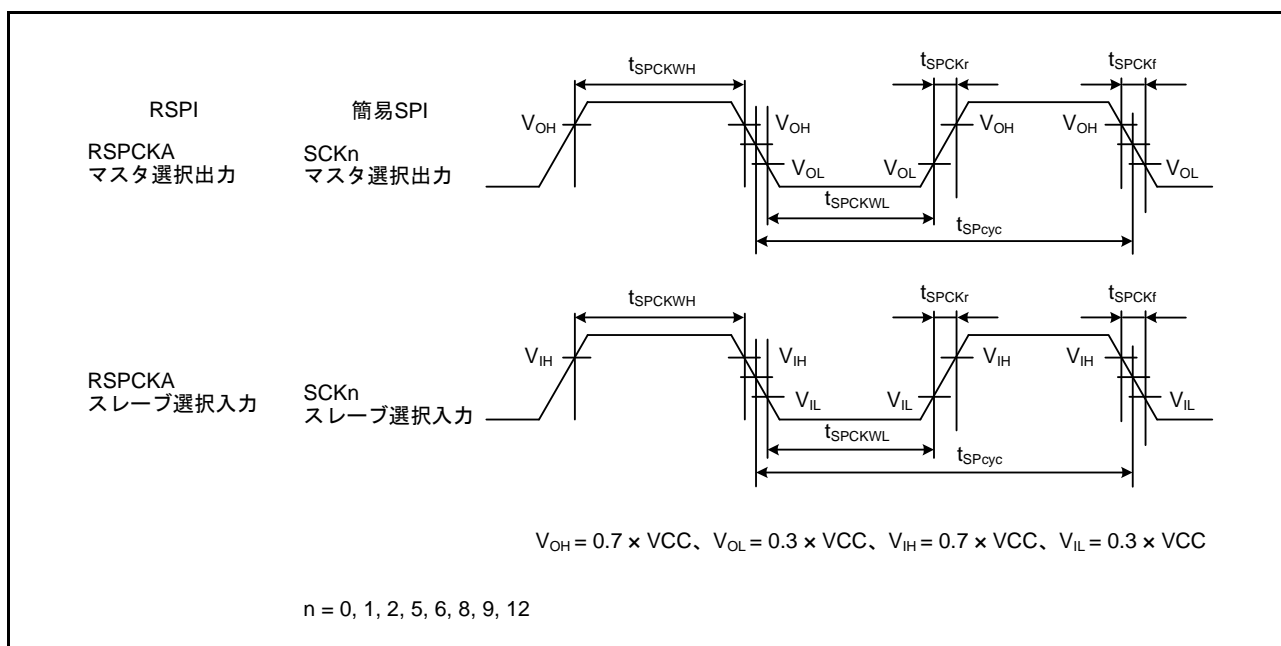 RSPI
簡易SPI
RSPCKA
マスタ選択出力
SCKn
マスタ選択出力
tSPCKWH
tSPCKr
tSPCKf
VOH
VOH
VOH
VOH
VOL
VOL
VOL
tSPCKWL
tSPcyc
RSPCKA
スレーブ選択入力
SCKn
スレーブ選択入力
tSPCKWH
tSPCKr
tSPCKf
VIH
VIH
VIH
VIH
VIL
VIL
VIL
tSPCKWL
tSPcyc
VOH = 0.7 × VCC、VOL = 0.3 × VCC、VIH = 0.7 × VCC、VIL = 0.3 × VCC
n = 0, 1, 2, 5, 6, 8, 9, 12